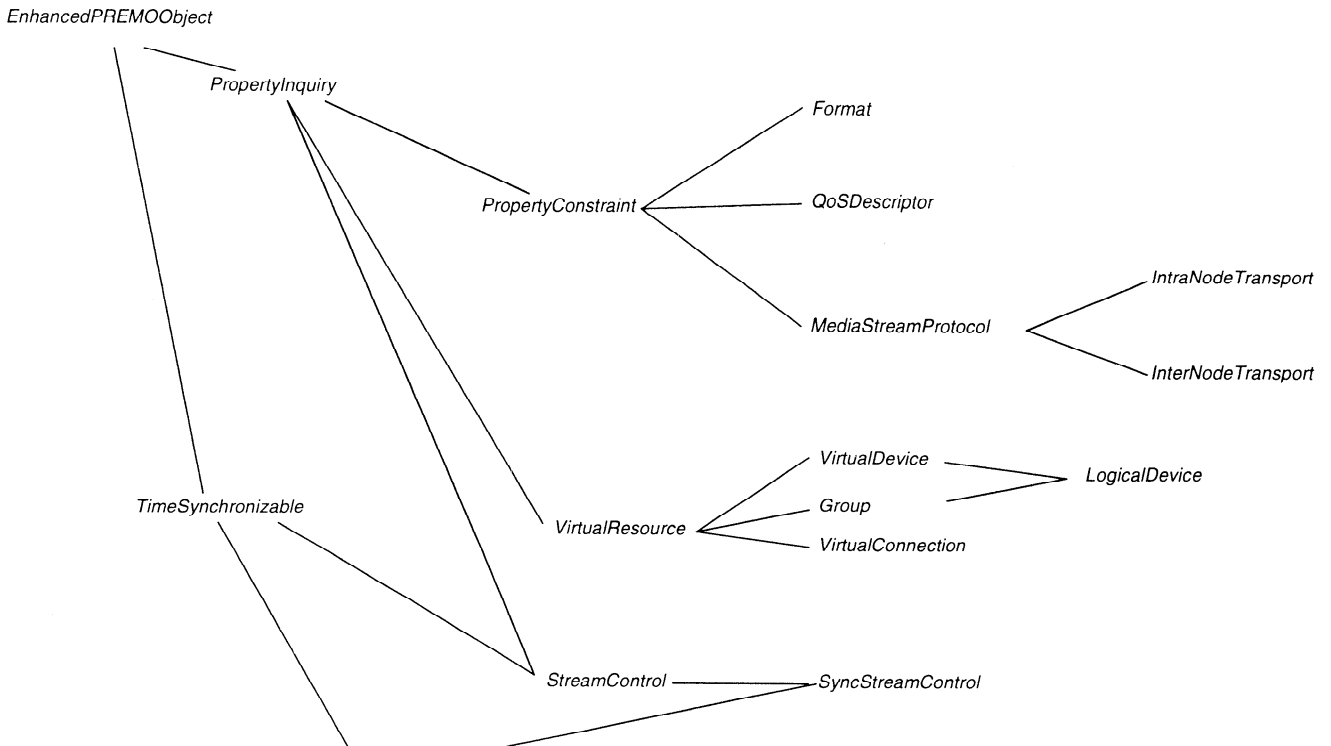 EnhancedPREMOObject
PropertyInquiry
Format
PropertyConstraint
QoSDescriptor
IntraNodeTransport
MediaStreamProtocol
InterNodeTransport
VirtualDevice
LogicalDevice
TimeSynchronizable
Group
VirtualResource
VirtualConnection
StreamControl
SyncStreamControl